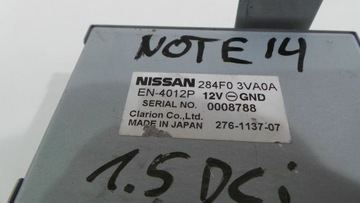 NOTE 14
NISSAN 284F0 3VA0A
EN-4012P 12V⊖GND
SERIAL NO. 0008788
Clarion Co., Ltd.
MADE IN JAPAN 276-1137-07
1.5 DCi